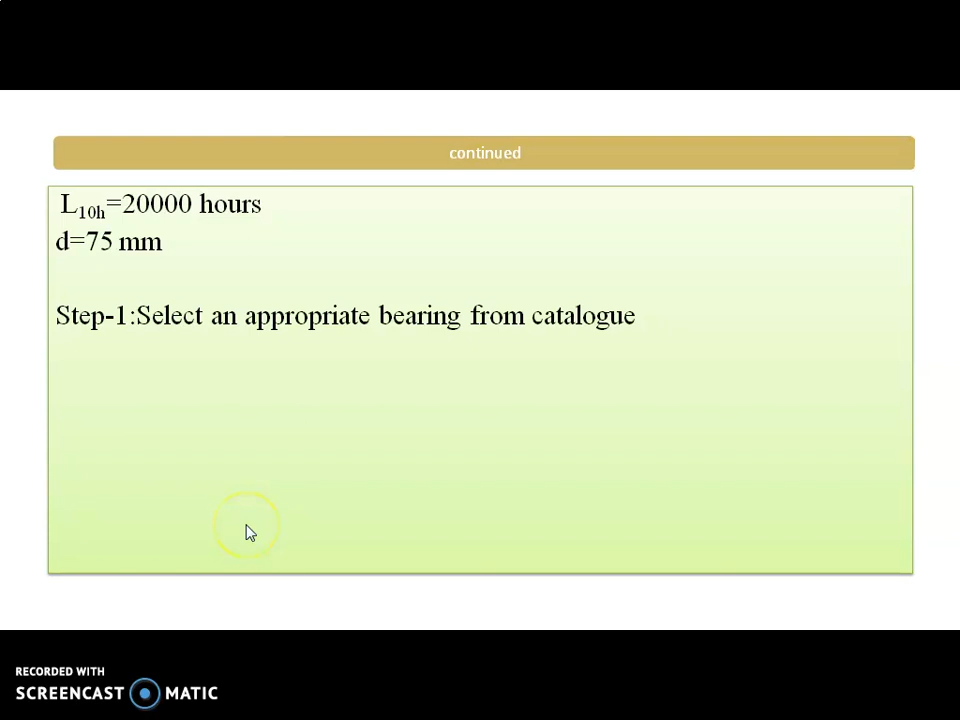 continued
L10h=20000 hours
d=75 mm
Step-1:Select an appropriate bearing from catalogue
RECORDED WITH
SCREENCAST MATIC